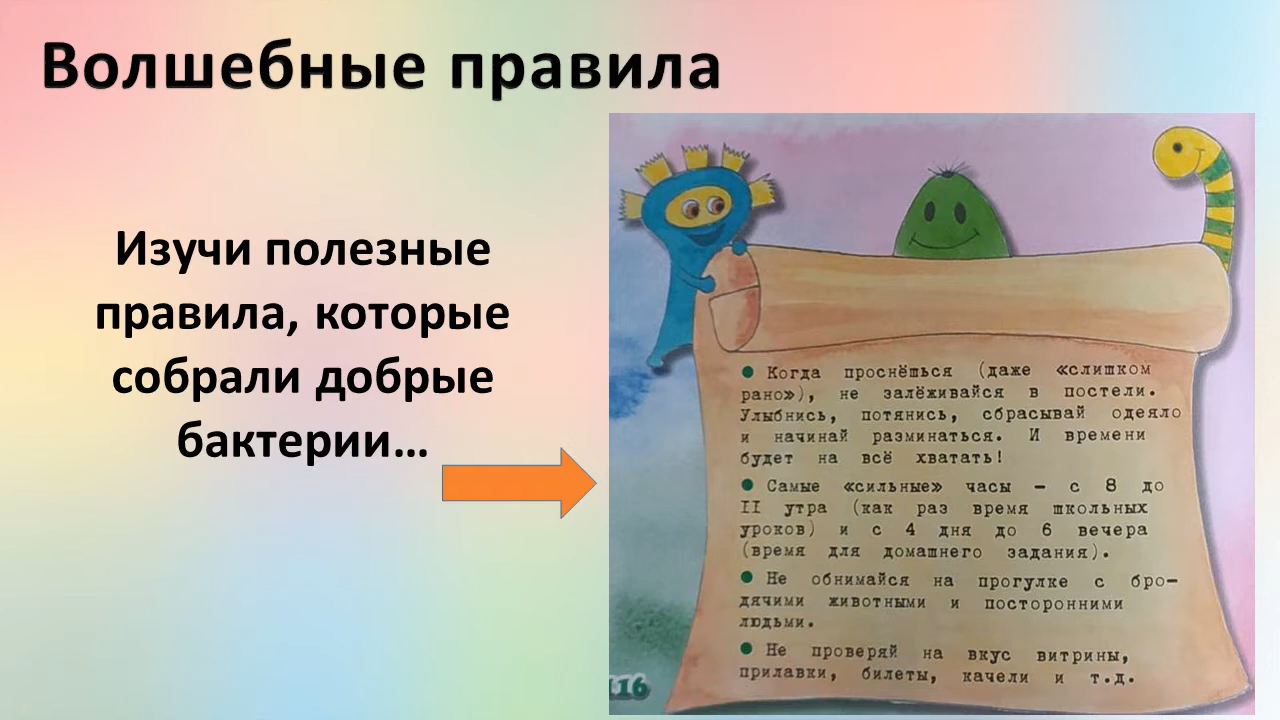 Волшебные правила
Изучи полезные
правила, которые
собрали добрые
бактерии…
● Когда проснёшься (даже «слишком
рано»), не залёживайся в постели.
Улыбнись, потянись, сбрасывай одеяло
и начинай разминаться. И времени
будет на всё хватать!
● Самые «сильные» часы – с 8 до
II утра (как раз время школьных
уроков) и с 4 дня до 6 вечера
(время для домашнего задания).
● Не обнимайся на прогулке с бро-
дячими животными и посторонними
людьми.
● Не проверяй на вкус витрины,
прилавки, билеты, качели и т.д.
116